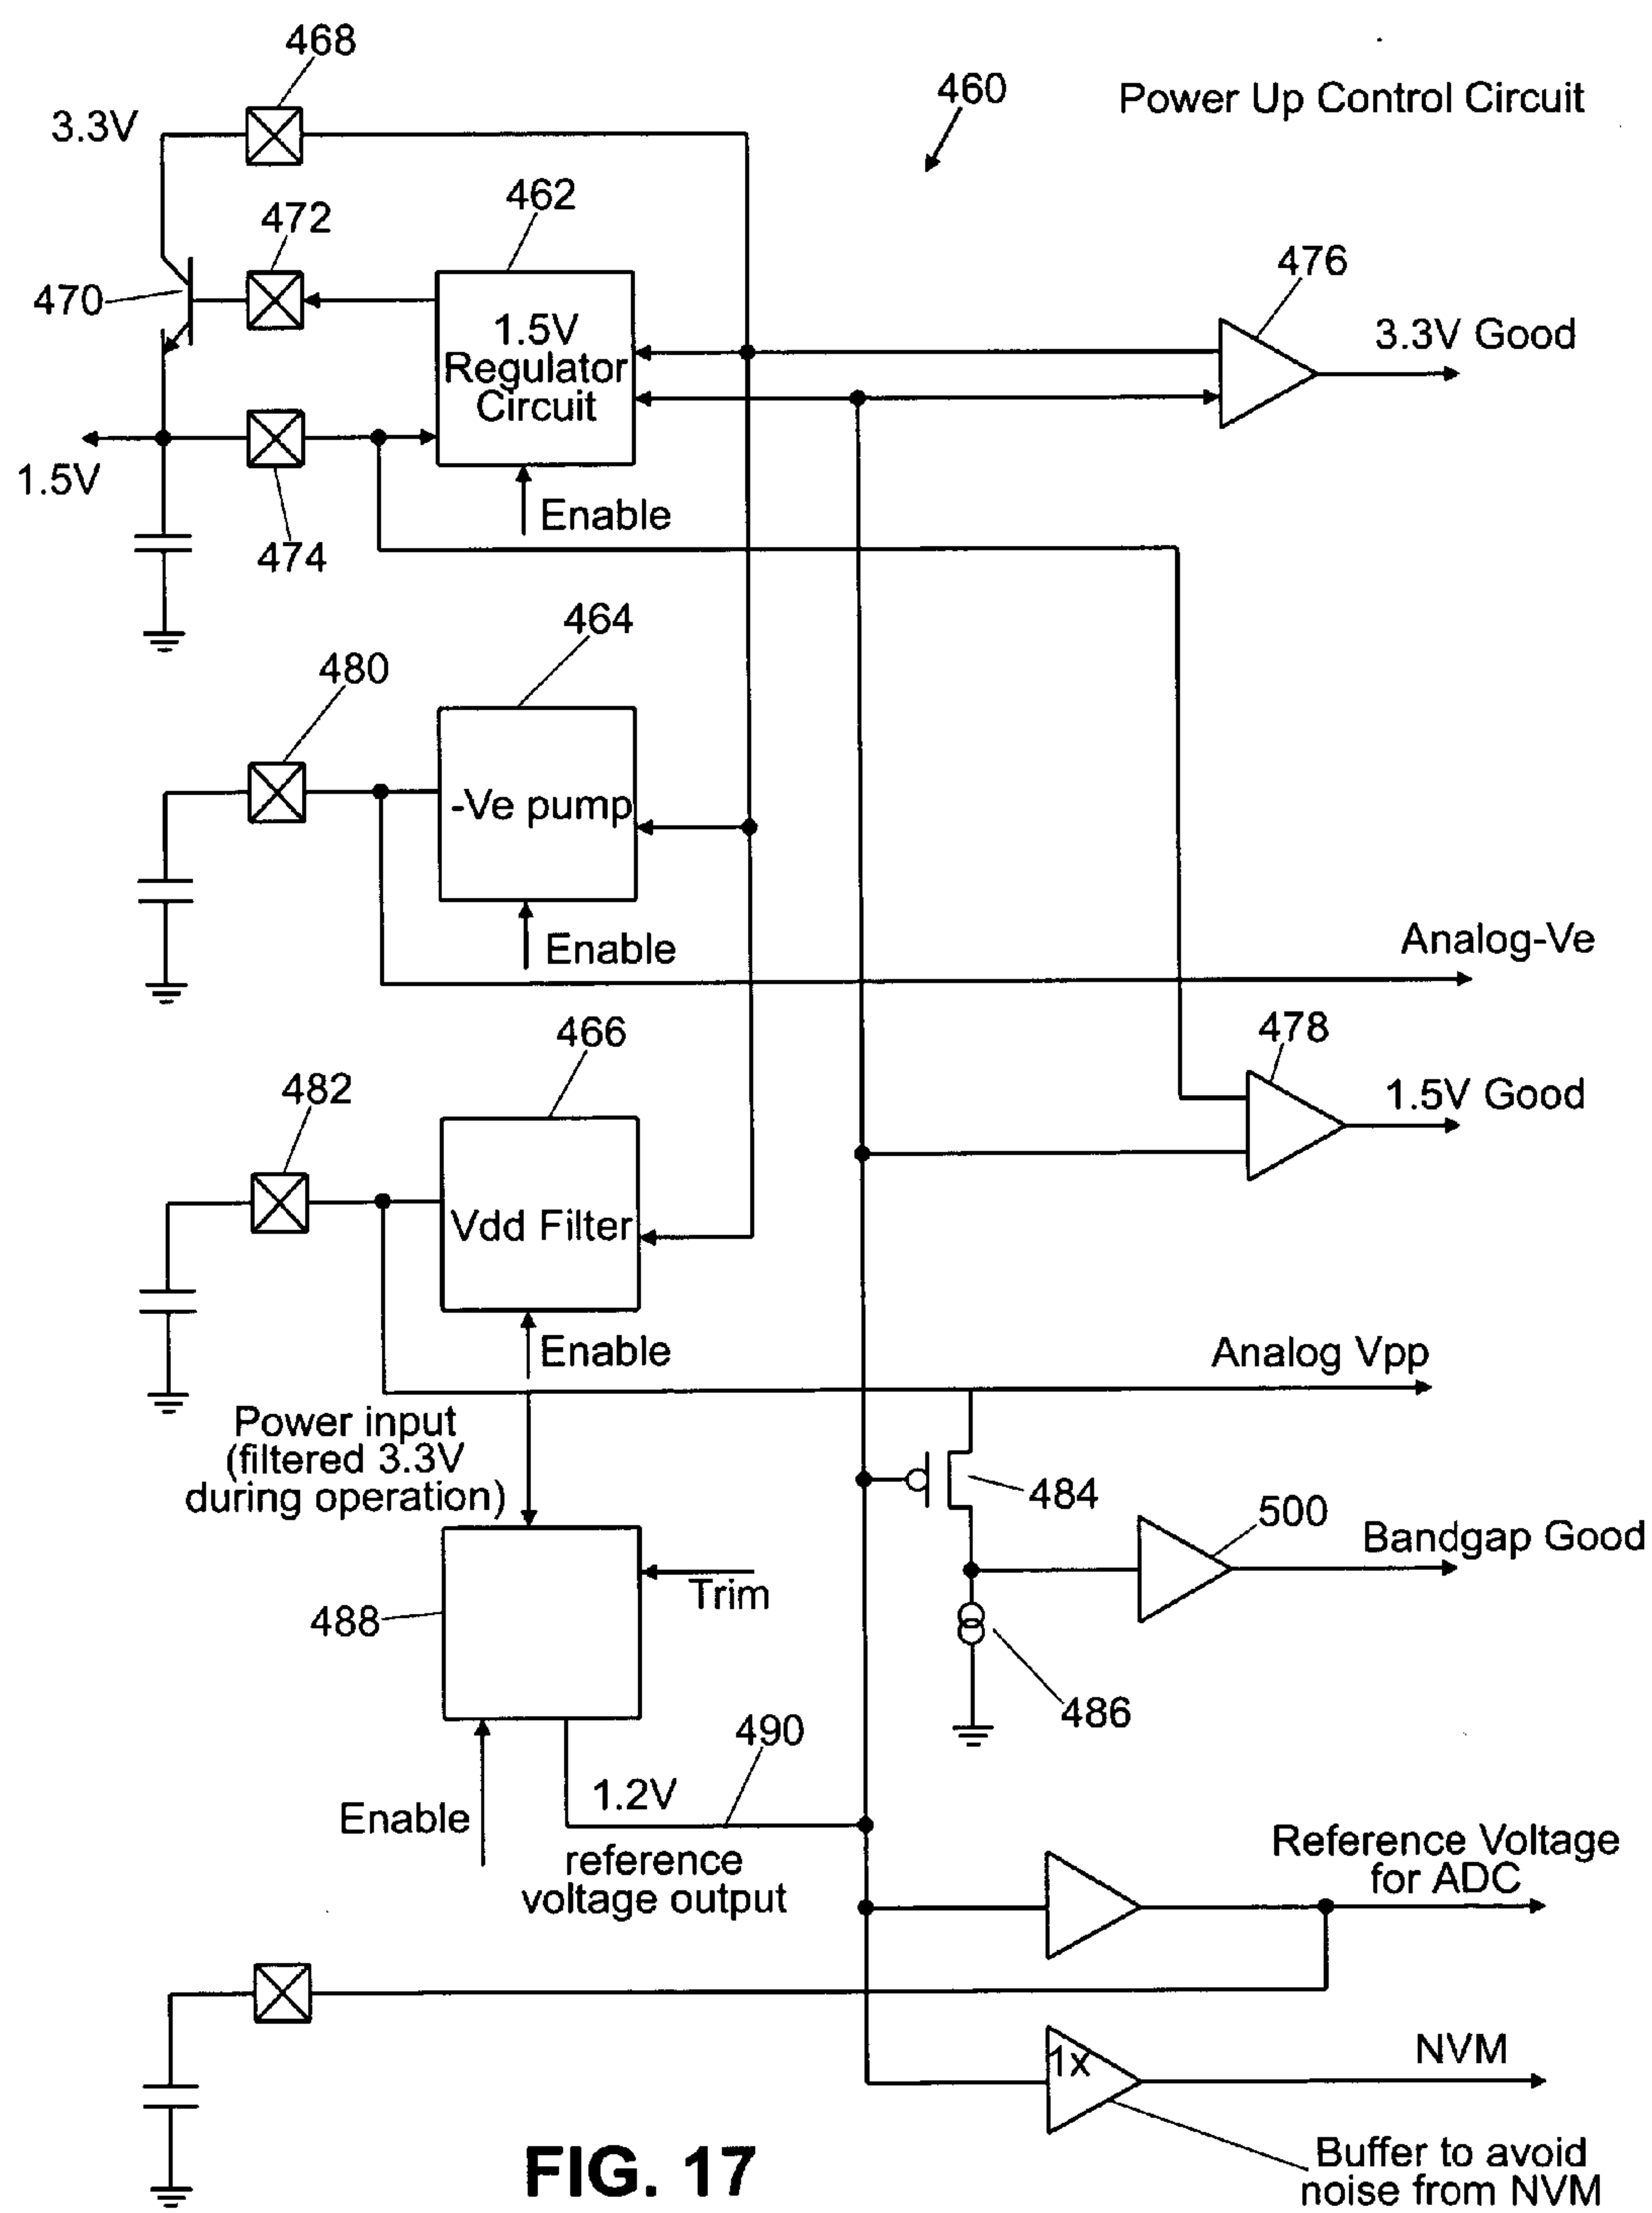 468
3.3V
460
Power Up Control Circuit
462
472
470
476
1.5V
Regulator
Circuit
3.3V Good
1.5V
Enable
474
464
480
-Ve pump
Enable
Analog-Ve
466
478
482
1.5V Good
Vdd Filter
Enable
Analog Vpp
Power input
(filtered 3.3V
during operation)
484
500
Bandgap Good
Trim
488
486
490
1.2V
Enable
reference
voltage output
Reference Voltage
for ADC
NVM
1x
Buffer to avoid
noise from NVM
FIG. 17